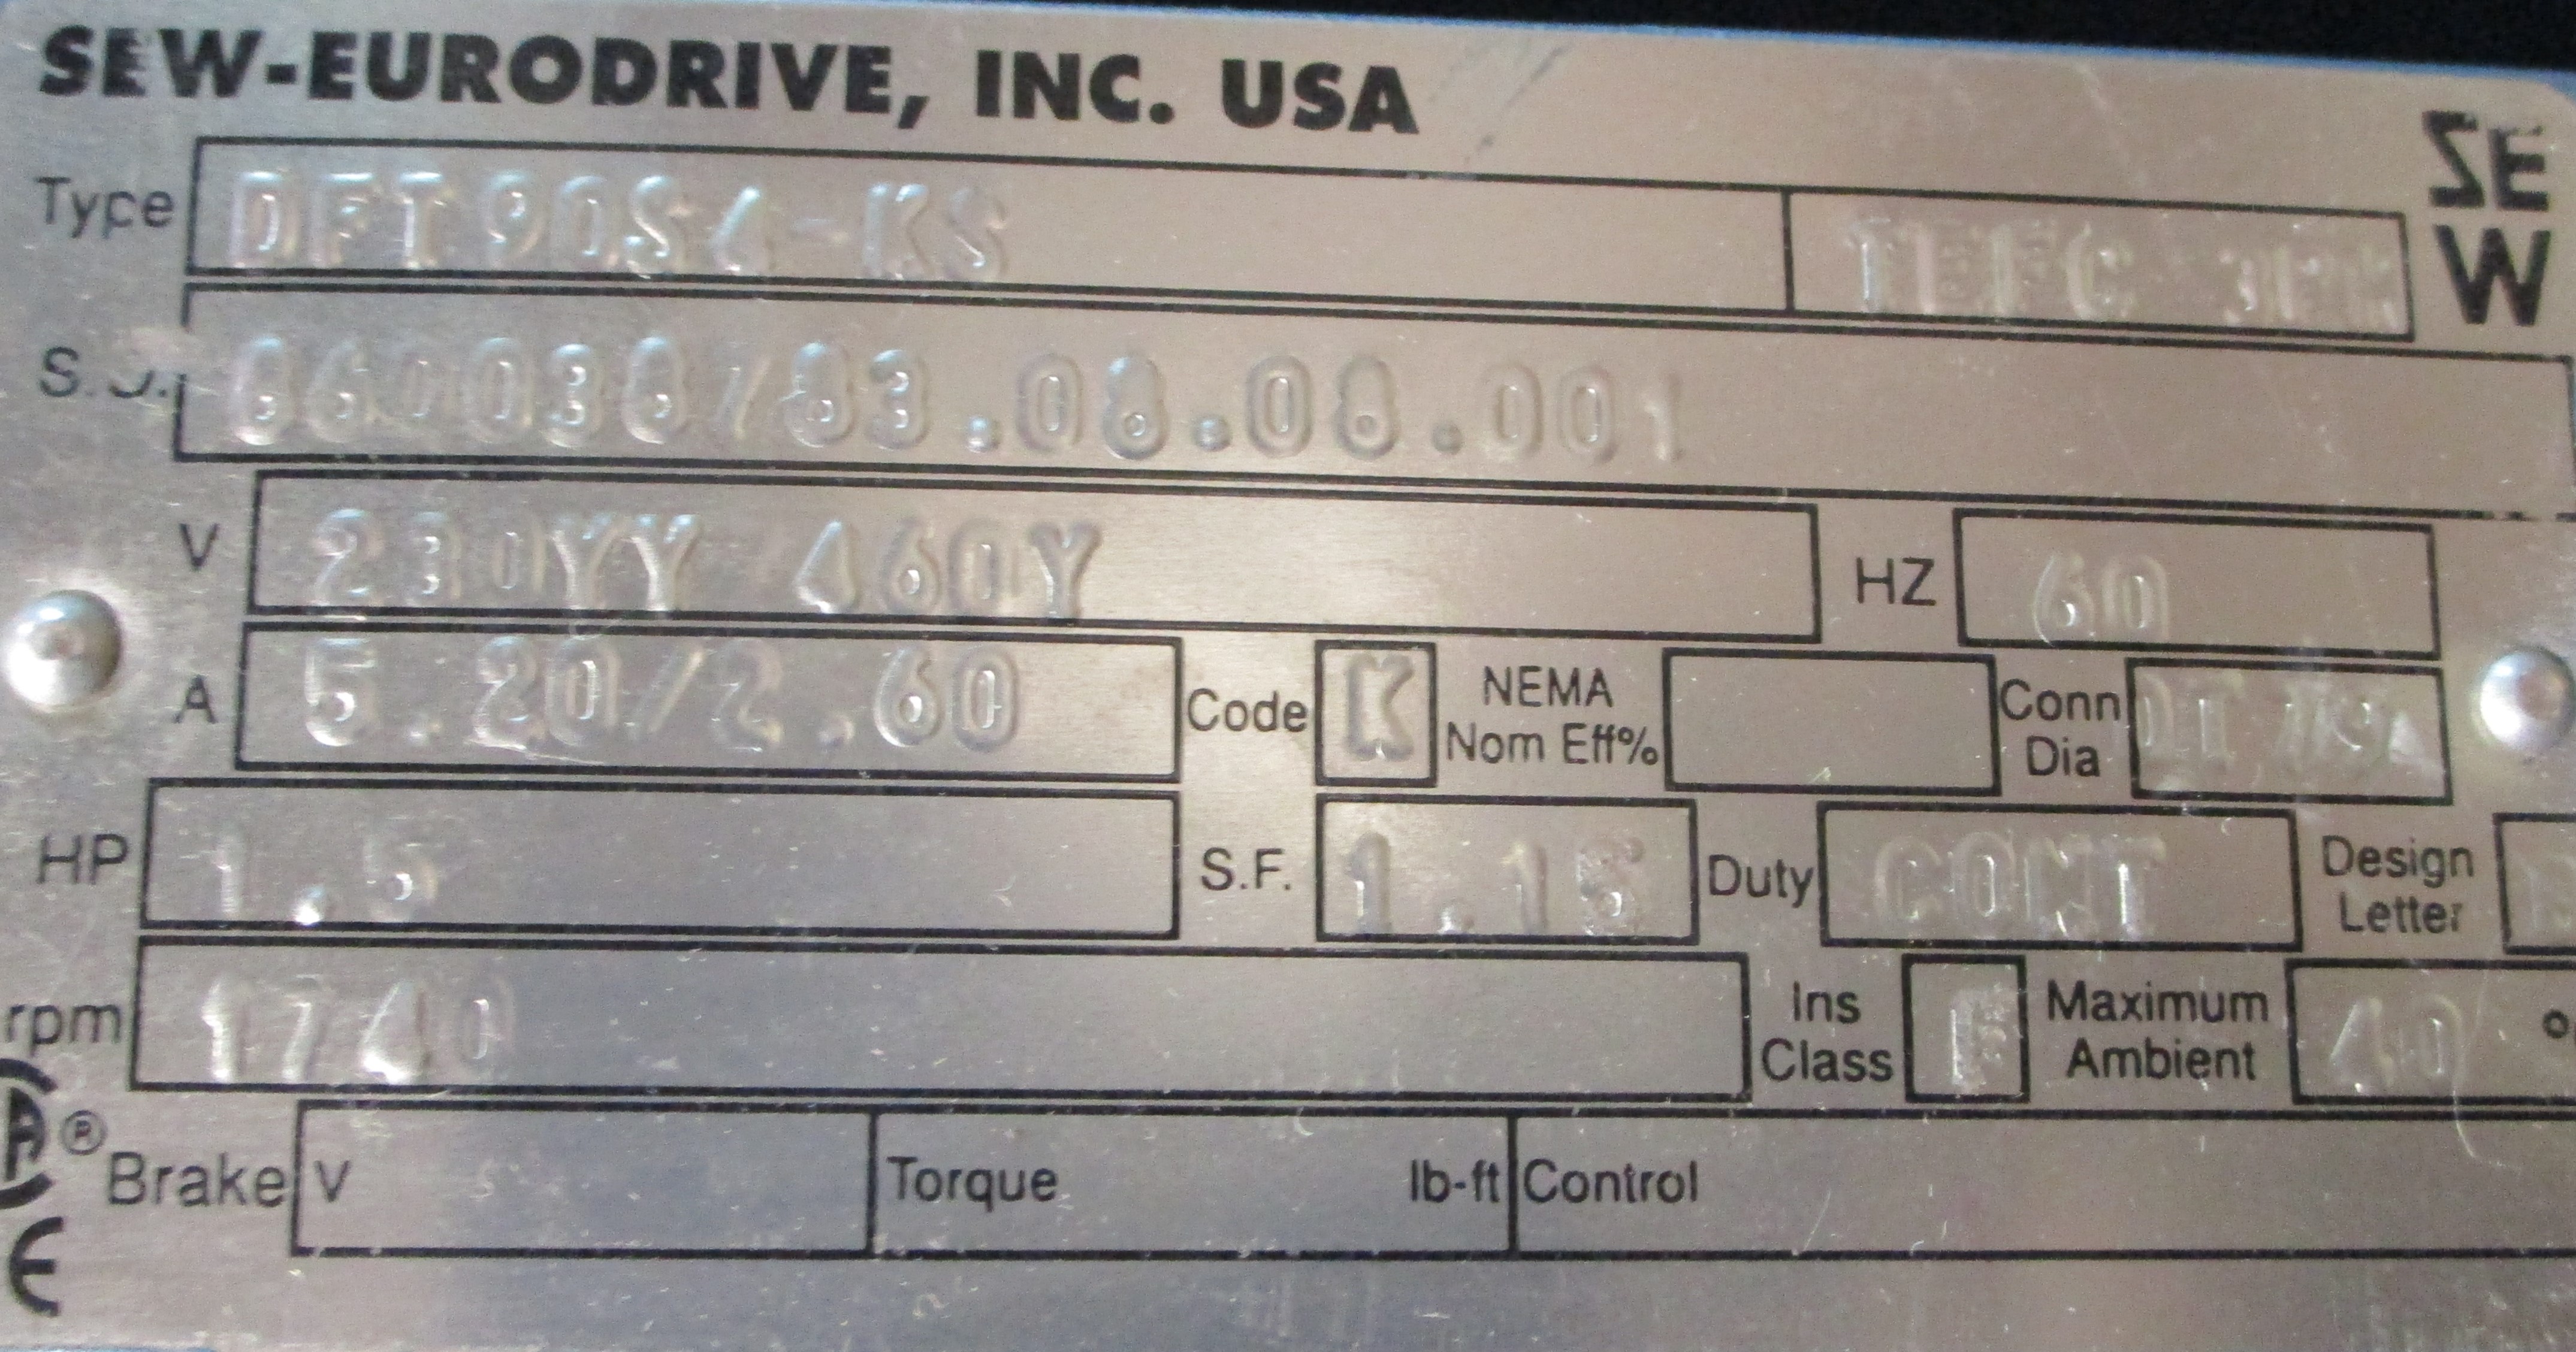 SEW-EURODRIVE, INC. USA
SEW
Type DFT90S4-KS TEFC 3PH
S.O. 860038783.08.08.001
V 230YY 460Y HZ 60
A 5.20/2.60 Code K NEMA Nom Eff% Conn Dia
HP 1.5 S.F. 1.15 Duty CONT Design Letter
rpm 1740 Ins Class F Maximum Ambient 40 °
® Brake V Torque lb-ft Control
CE